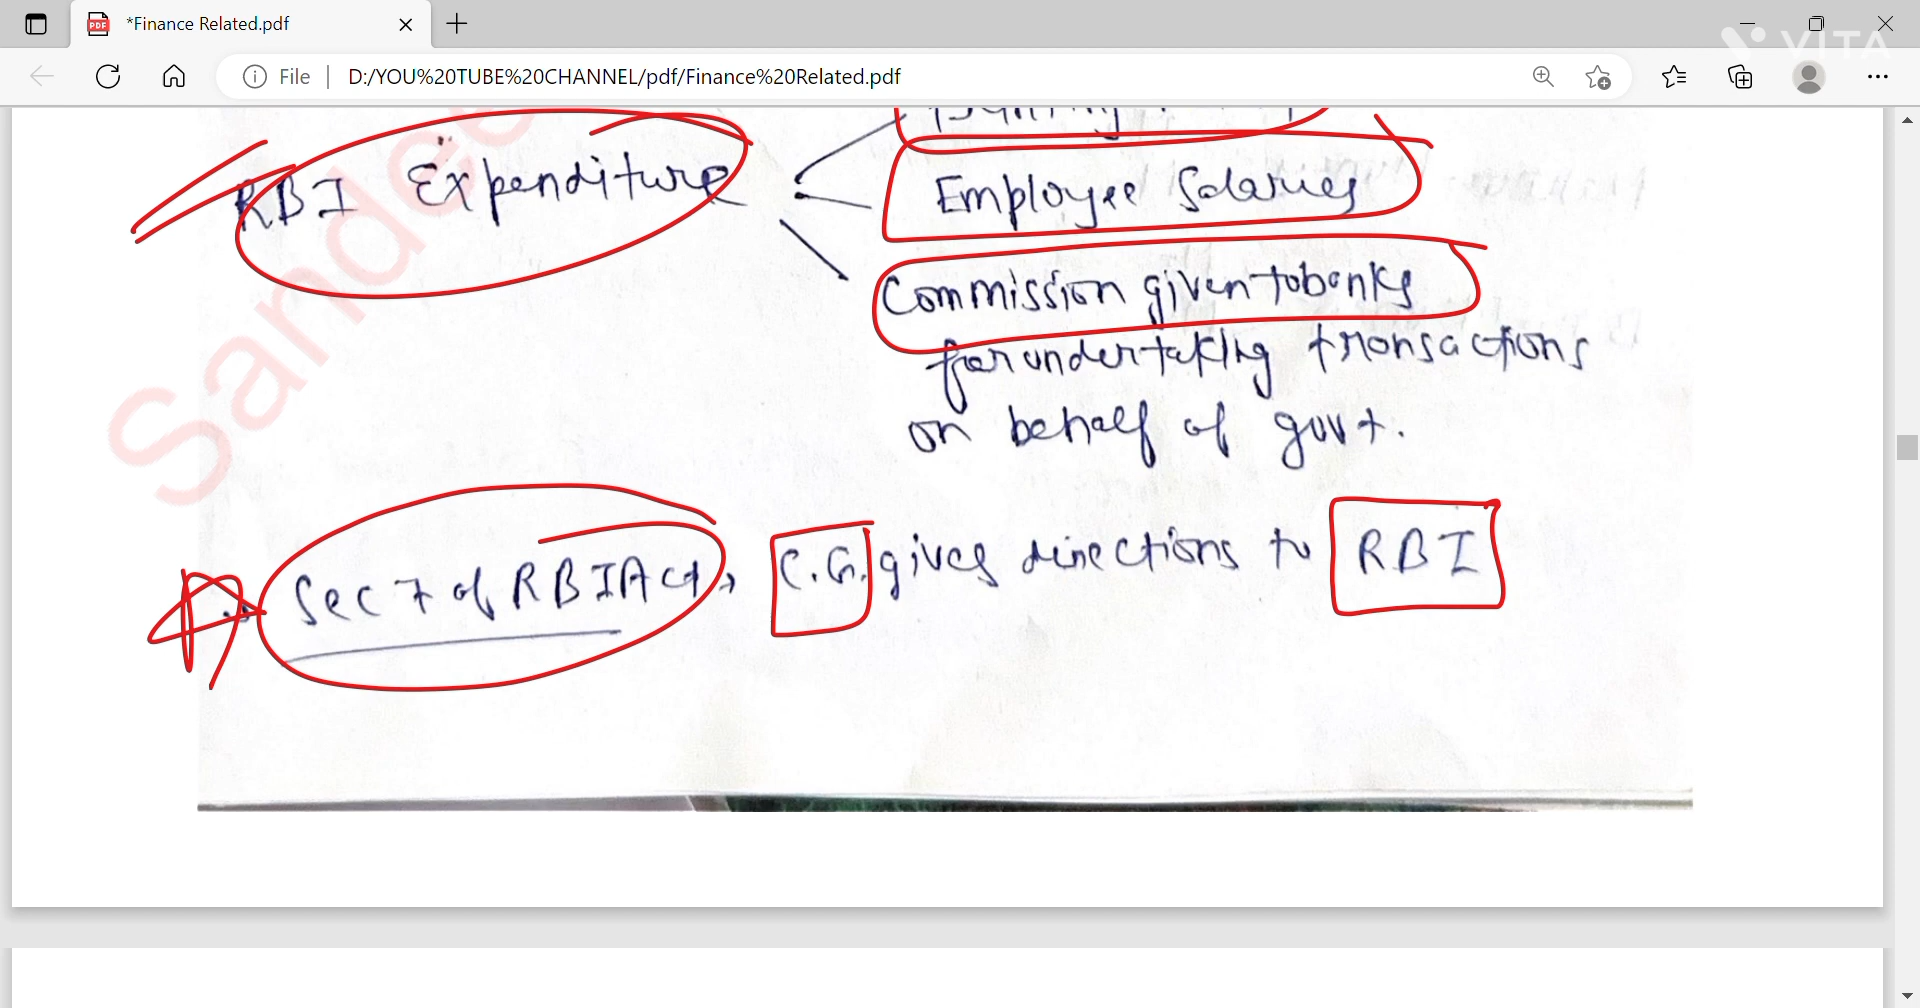 *Finance Related.pdf
File
D:/YOU%20TUBE%20CHANNEL/pdf/Finance%20Related.pdf
VITA
RBI Expenditure
Employee Salaries
Commission given to banks
for undertaking transactions
on behalf of govt.
Sec 7 of RBI Act, C.G. gives directions to RBI